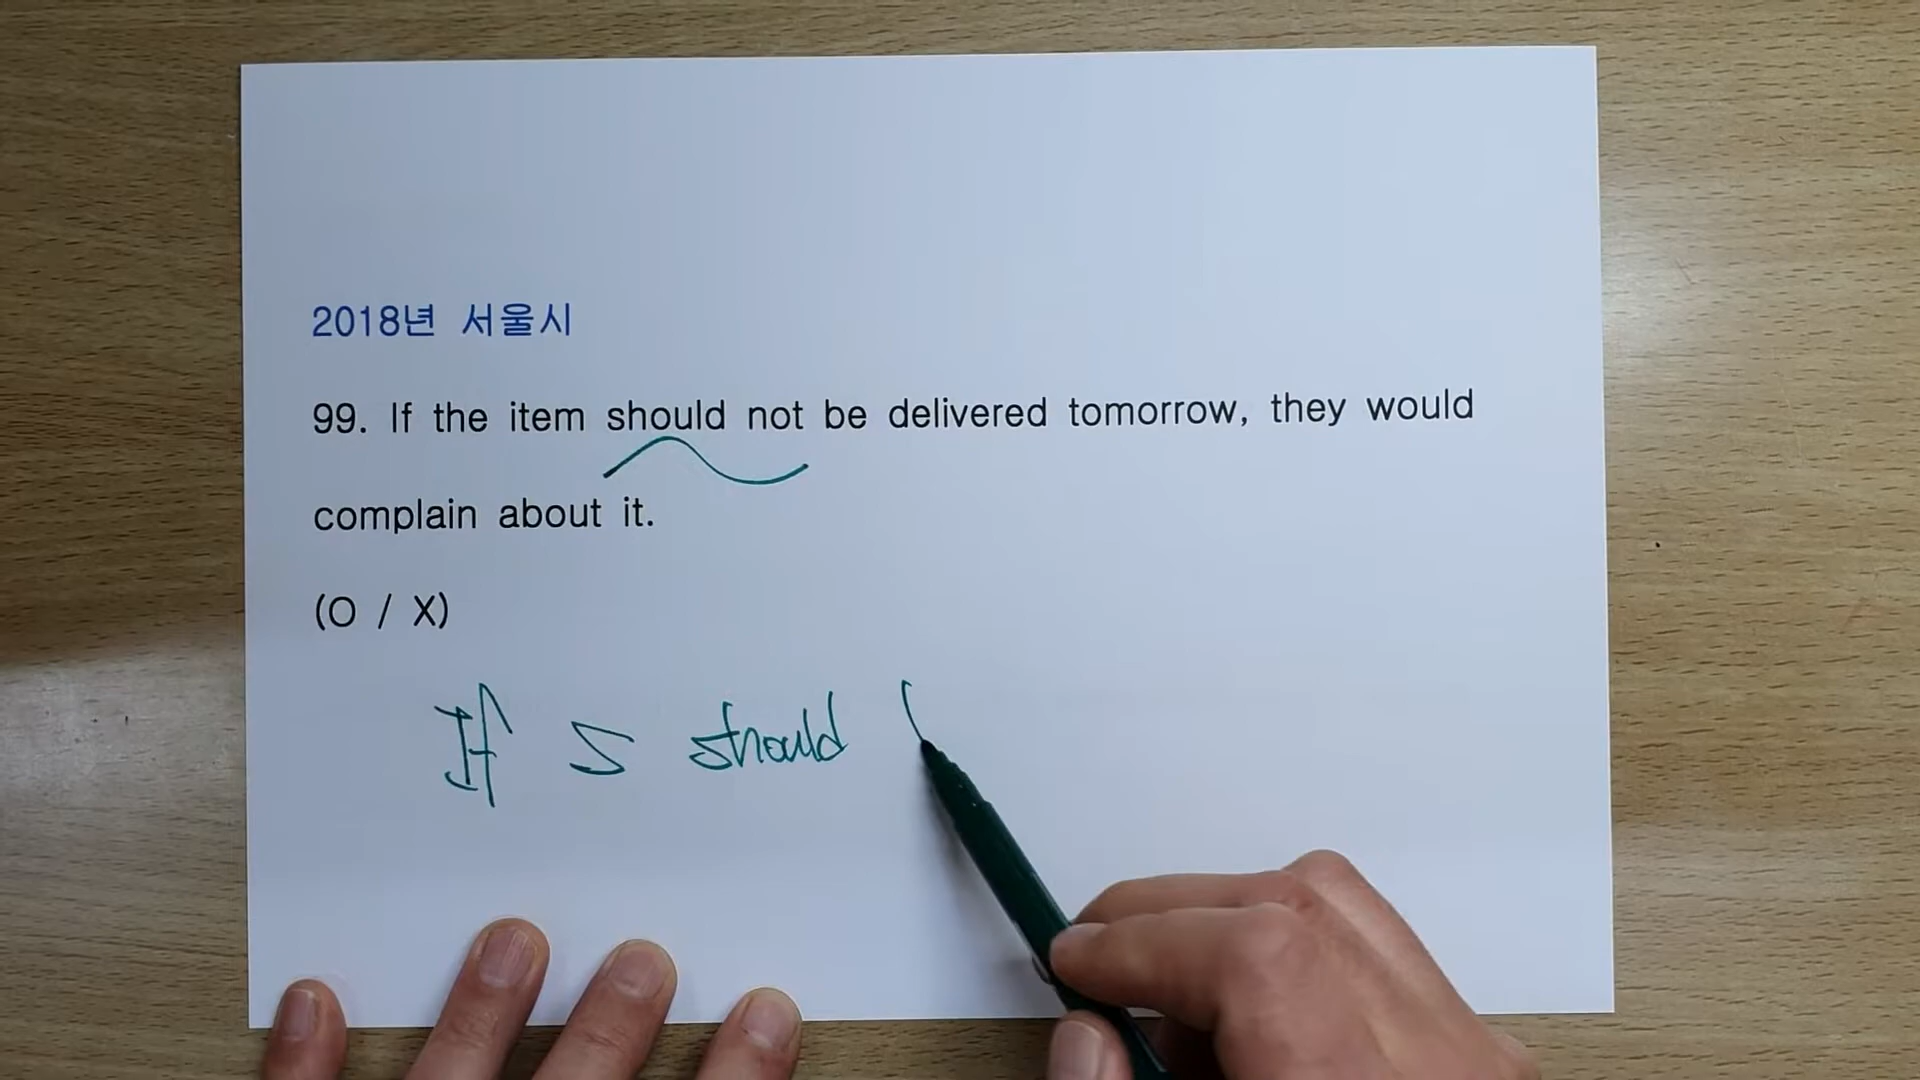 2018년 서울시
99. If the item should not be delivered tomorrow, they would
complain about it.
(O / X)
If S should